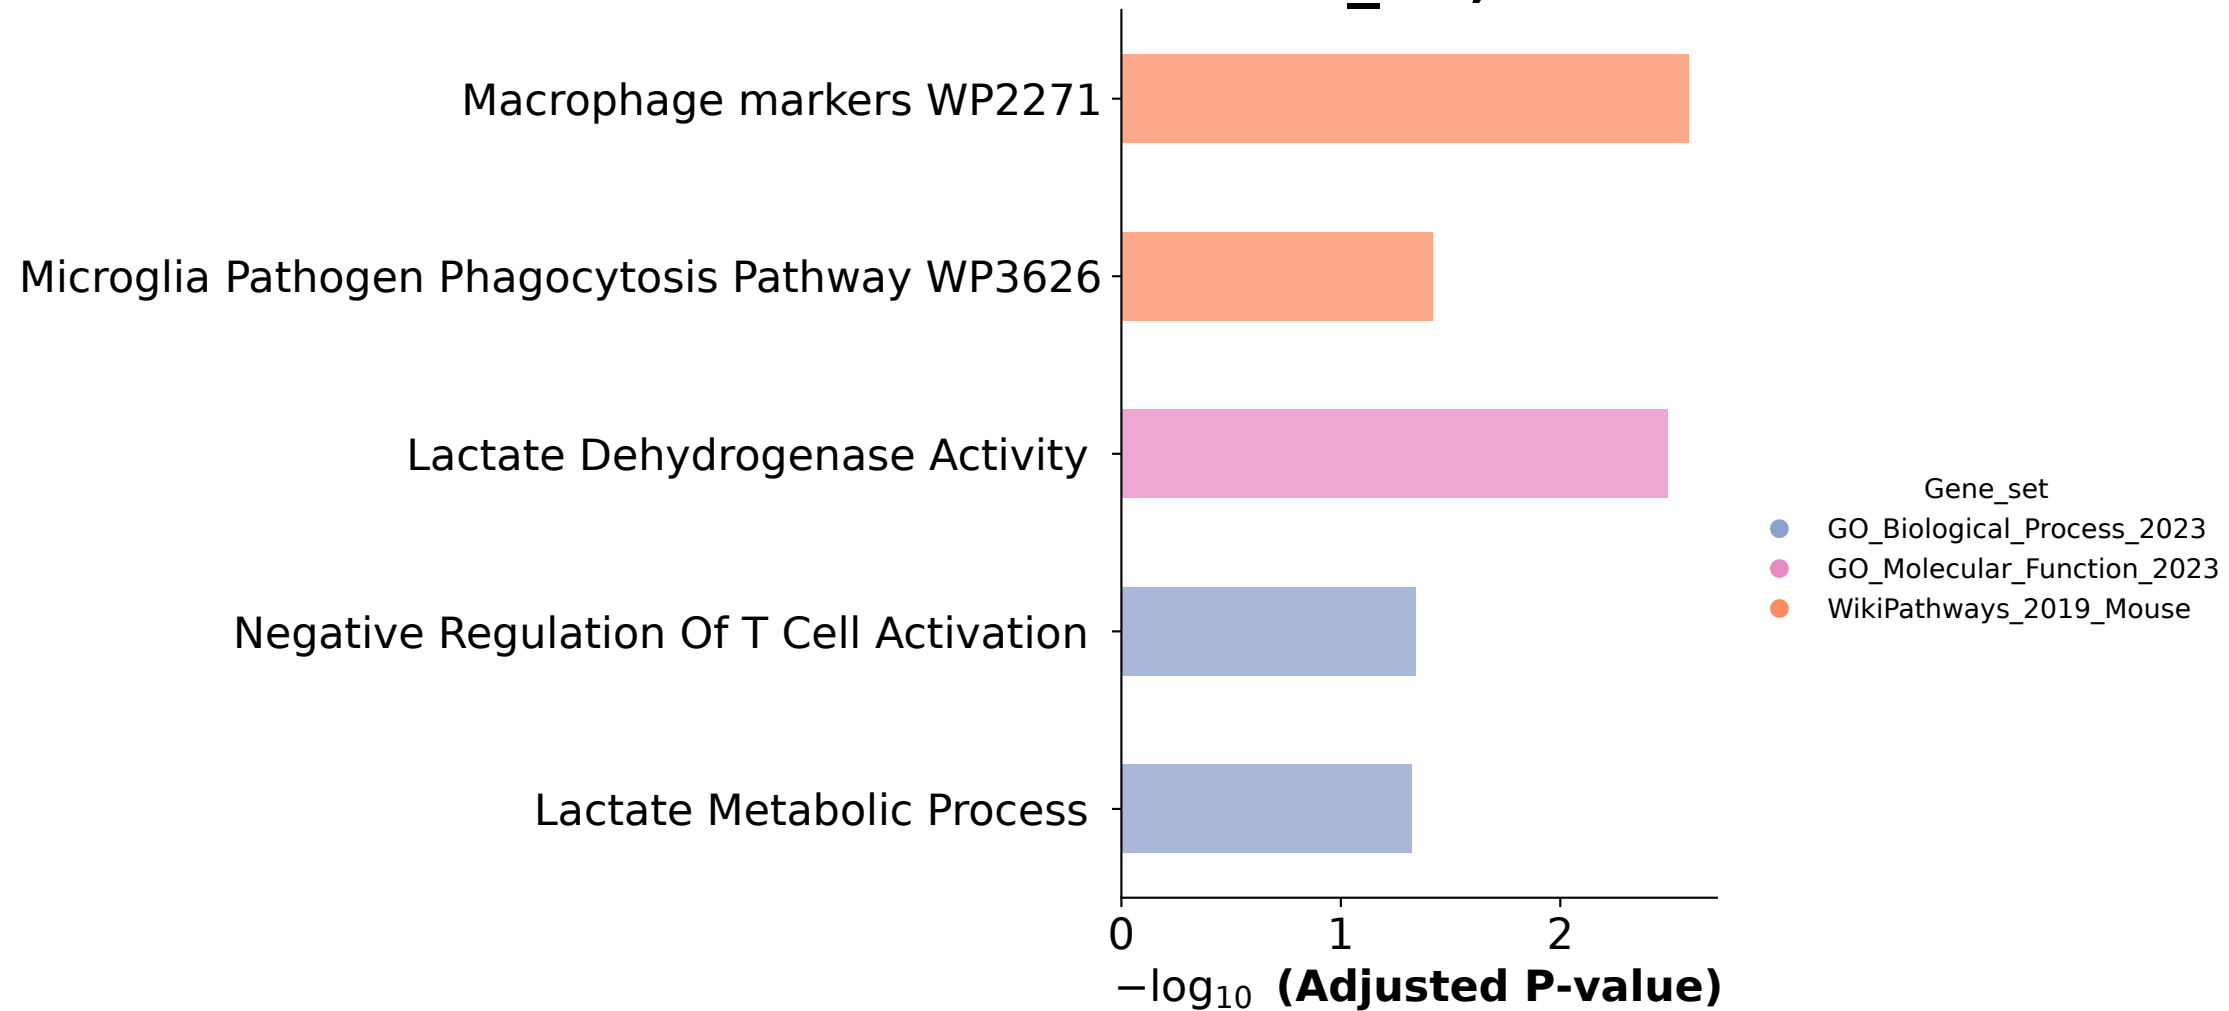 Macrophage markers WP2271
Microglia Pathogen Phagocytosis Pathway WP3626
Lactate Dehydrogenase Activity
Negative Regulation Of T Cell Activation
Lactate Metabolic Process
0 1 2
−log₁₀ (Adjusted P-value)
Gene_set
GO_Biological_Process_2023
GO_Molecular_Function_2023
WikiPathways_2019_Mouse